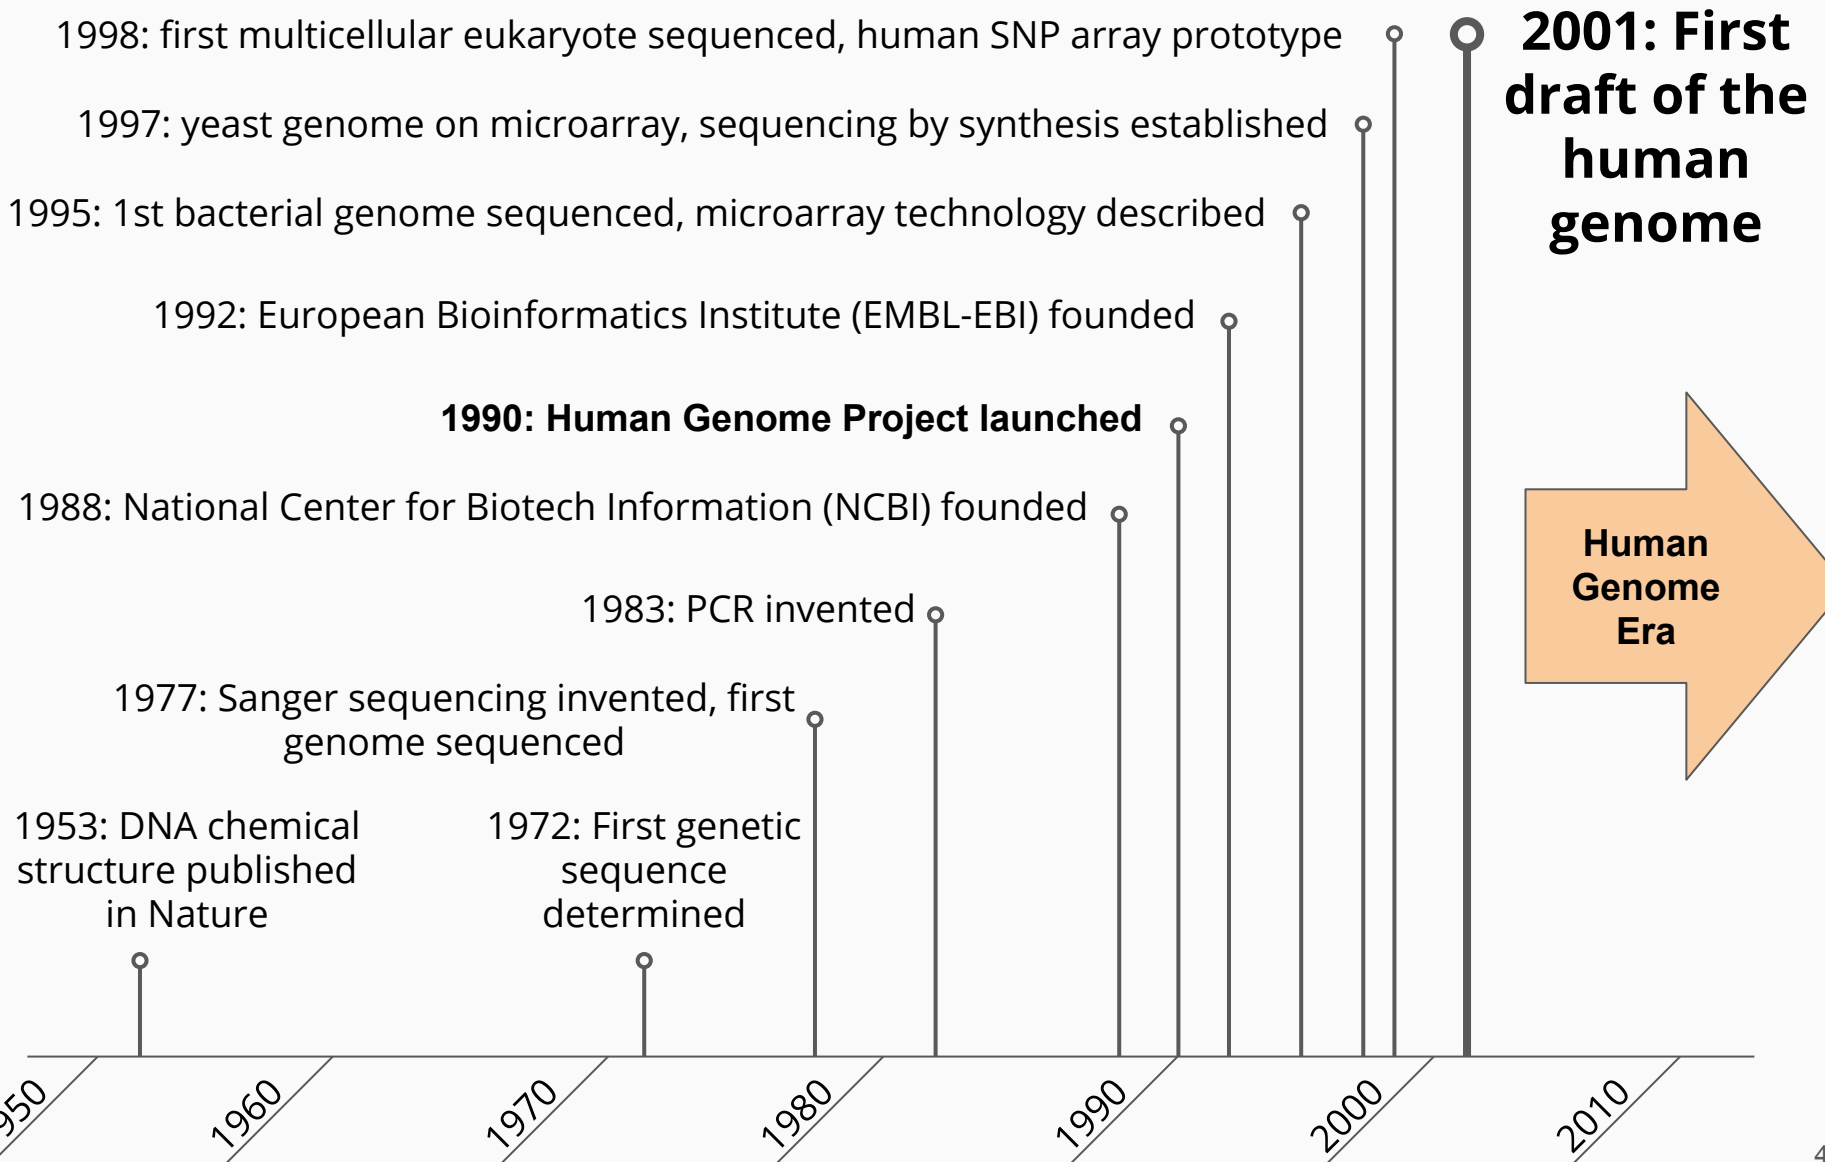 1998: first multicellular eukaryote sequenced, human SNP array prototype
2001: First
draft of the
human
genome
1997: yeast genome on microarray, sequencing by synthesis established
1995: 1st bacterial genome sequenced, microarray technology described
1992: European Bioinformatics Institute (EMBL-EBI) founded
1990: Human Genome Project launched
1988: National Center for Biotech Information (NCBI) founded
Human
Genome
Era
1983: PCR invented
1977: Sanger sequencing invented, first
genome sequenced
1953: DNA chemical
structure published
in Nature
1972: First genetic
sequence
determined
950
1960
1970
1980
1990
2000
2010
4